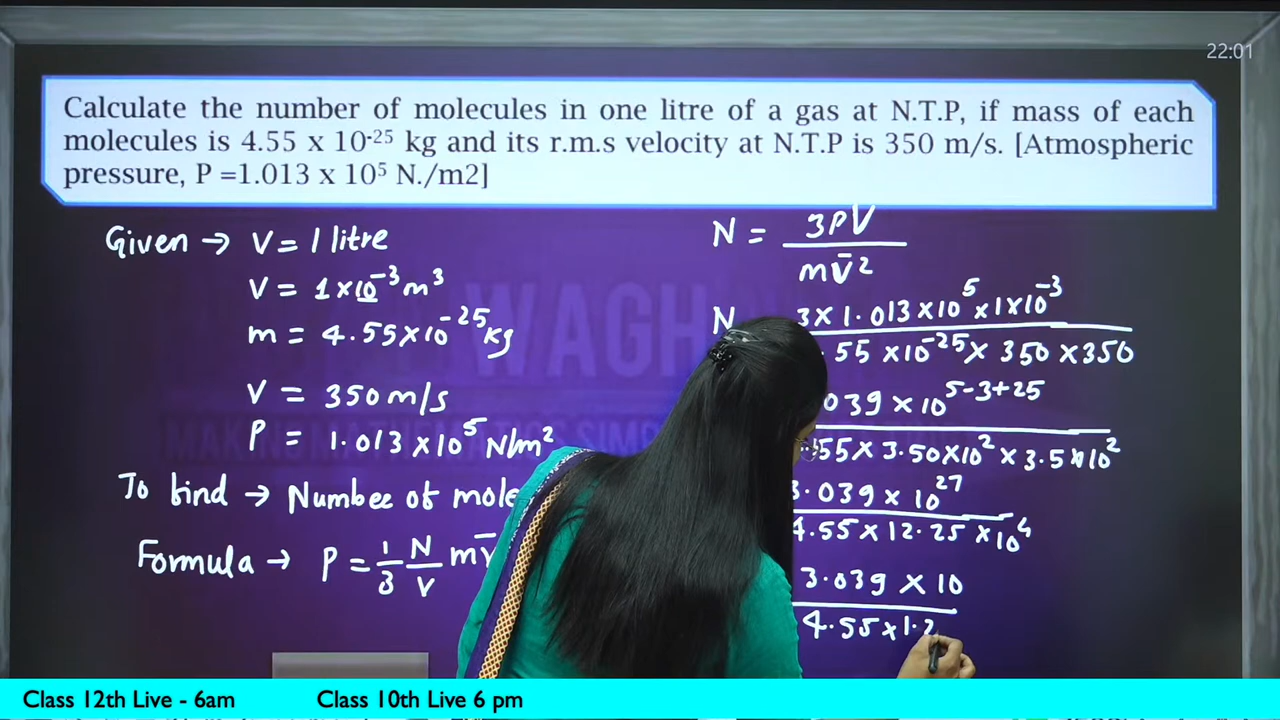 22:01
Calculate the number of molecules in one litre of a gas at N.T.P, if mass of each
molecules is 4.55 x 10⁻²⁵ kg and its r.m.s velocity at N.T.P is 350 m/s. [Atmospheric
pressure, P =1.013 x 10⁵ N./m2]
Given → V = 1 litre
V = 1×10⁻³ m³
m = 4.55×10⁻²⁵ kg
V = 350 m/s
P = 1.013 ×10⁵ N/m²
To find → Number of mole
Formula → P = 1/3 N/V m v̄
N = 3PV / m v̄²
N 3 × 1.013 ×10⁵ × 1×10⁻³ / .55 ×10⁻²⁵ × 350 ×350
039 × 10⁵⁻³⁺²⁵ / .55 × 3.50×10² × 3.5×10²
3.039 × 10²⁷ / 4.55 × 12.25 ×10⁴
3.039 × 10 / 4.55 × 1.2
WAGH
Class 12th Live - 6am
Class 10th Live 6 pm